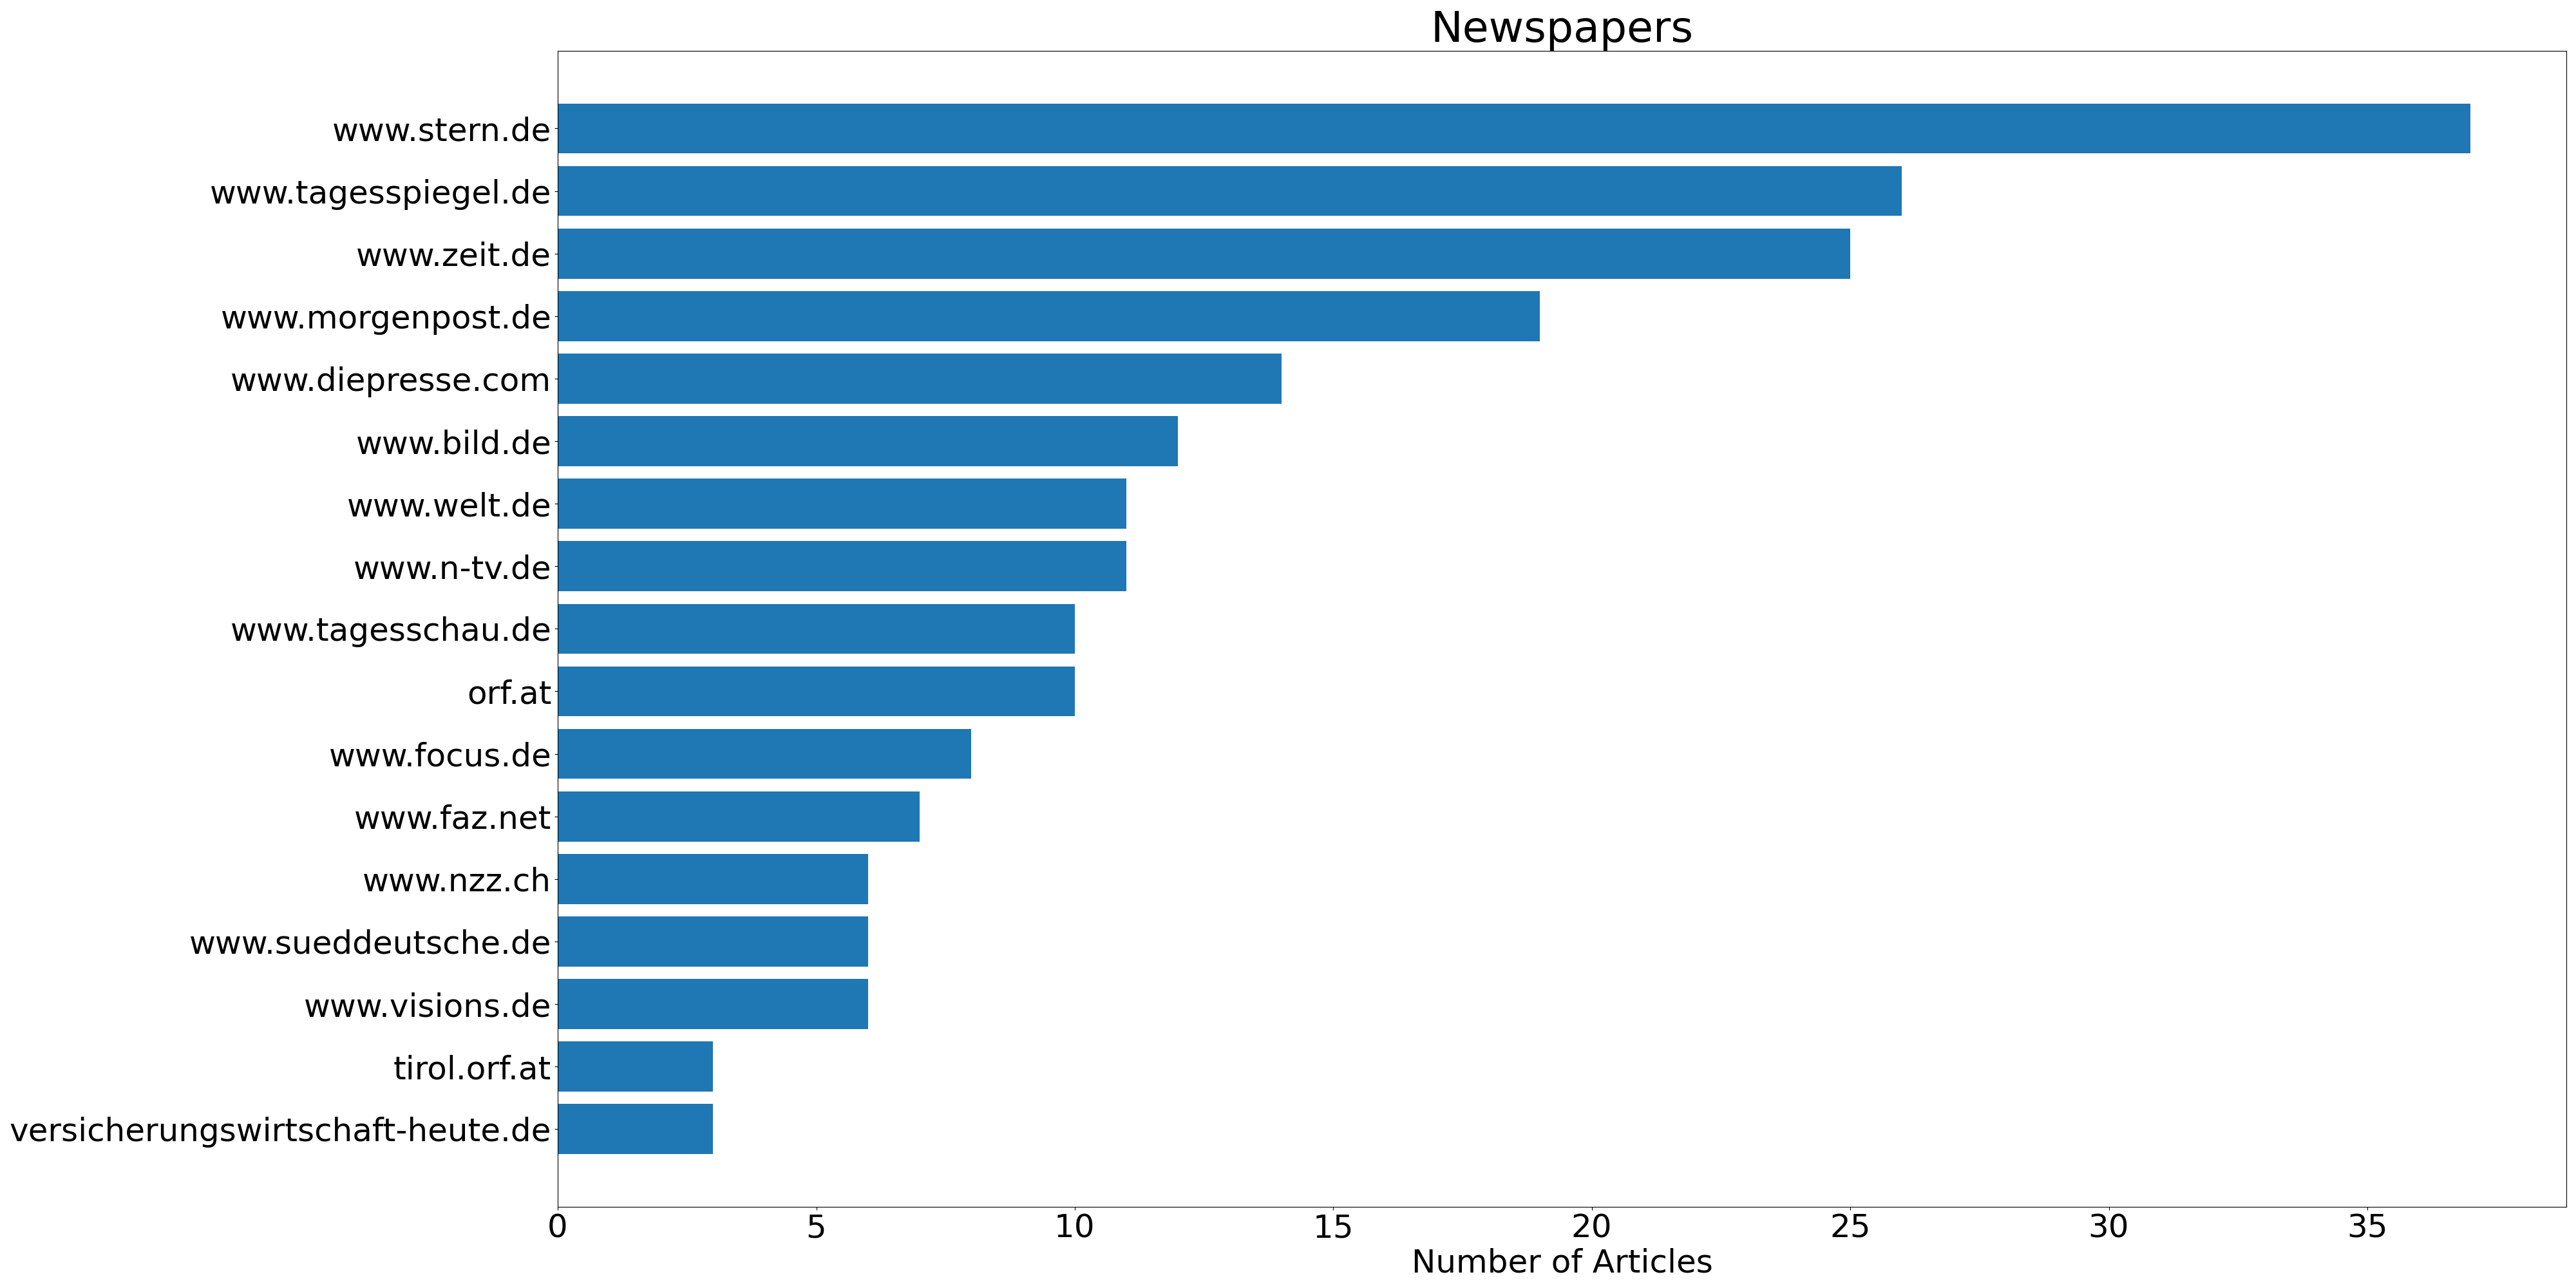 Newspapers
www.stern.de
www.tagesspiegel.de
www.zeit.de
www.morgenpost.de
www.diepresse.com
www.bild.de
www.welt.de
www.n-tv.de
www.tagesschau.de
orf.at
www.focus.de
www.faz.net
www.nzz.ch
www.sueddeutsche.de
www.visions.de
tirol.orf.at
versicherungswirtschaft-heute.de
0 5 10 15 20 25 30 35
Number of Articles